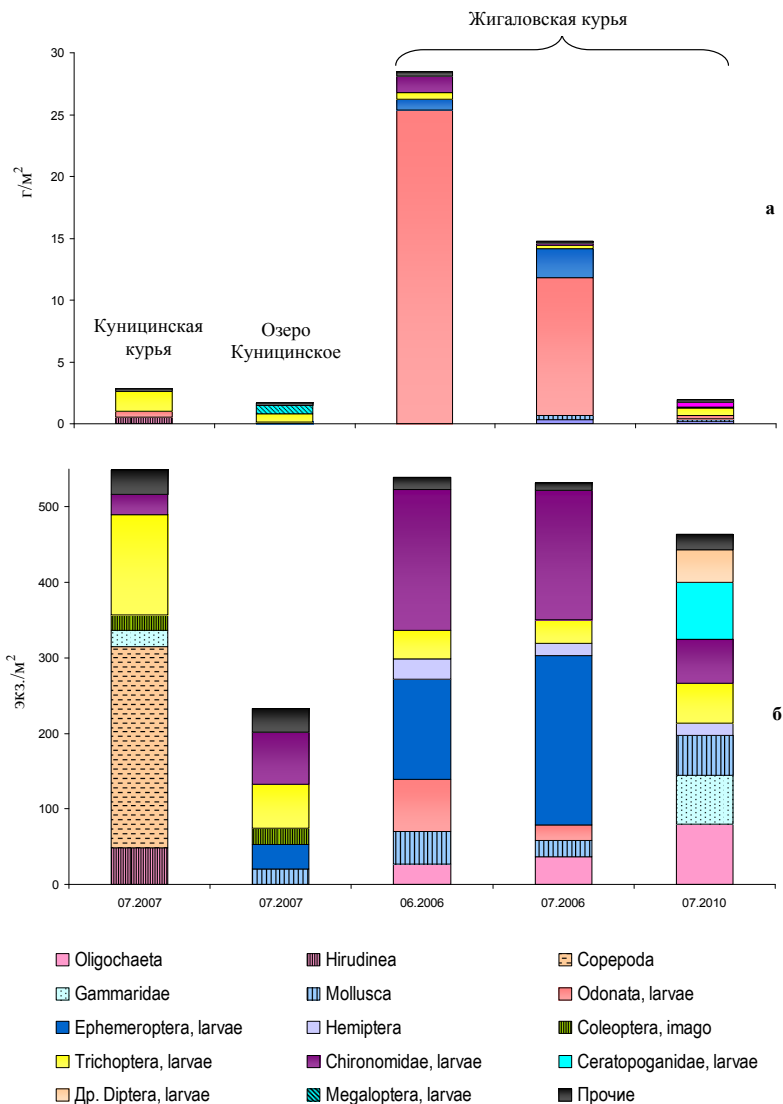 Жигаловская курья
30
25
20
15
10
5
0
г/м²
а
Куницинская
курья
Озеро
Куницинское
500
400
300
200
100
0
экз./м²
б
07.2007
07.2007
06.2006
07.2006
07.2010
Oligochaeta
Hirudinea
Copepoda
Gammaridae
Mollusca
Odonata, larvae
Ephemeroptera, larvae
Hemiptera
Coleoptera, imago
Trichoptera, larvae
Chironomidae, larvae
Ceratopoganidae, larvae
Др. Diptera, larvae
Megaloptera, larvae
Прочие